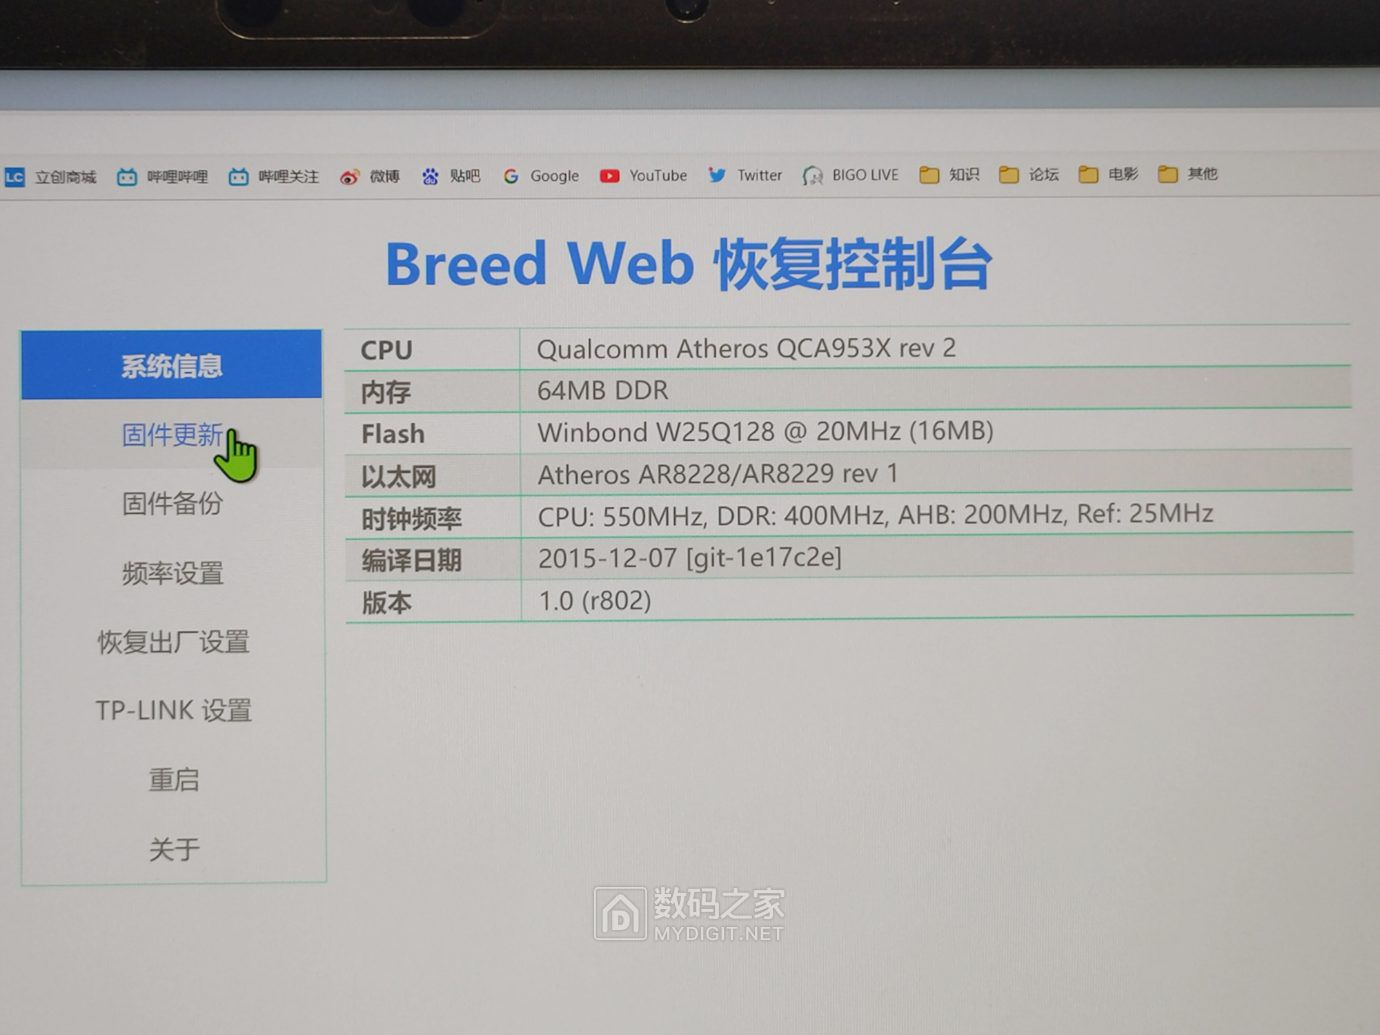 LC 立创商城 哔哩哔哩 哔哩关注 微博 贴吧 Google YouTube Twitter BIGO LIVE 知识 论坛 电影 其他
Breed Web 恢复控制台
系统信息
固件更新
固件备份
频率设置
恢复出厂设置
TP-LINK 设置
重启
关于
CPU Qualcomm Atheros QCA953X rev 2
内存 64MB DDR
Flash Winbond W25Q128 @ 20MHz (16MB)
以太网 Atheros AR8228/AR8229 rev 1
时钟频率 CPU: 550MHz, DDR: 400MHz, AHB: 200MHz, Ref: 25MHz
编译日期 2015-12-07 [git-1e17c2e]
版本 1.0 (r802)
数码之家
MYDIGIT.NET